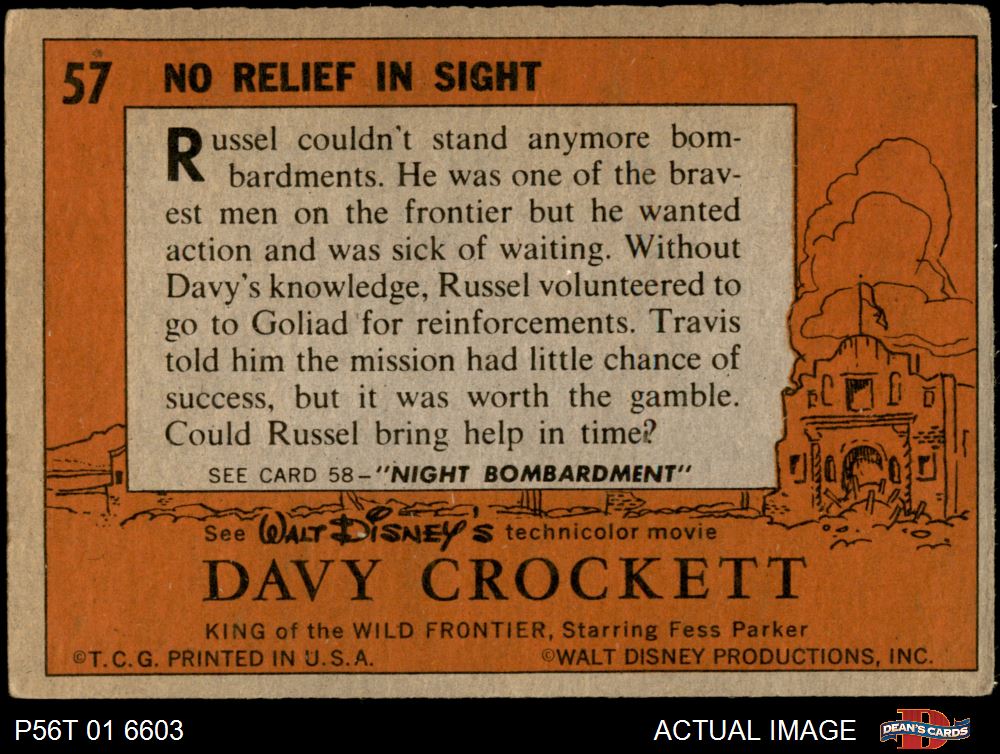 57 NO RELIEF IN SIGHT
Russel couldn't stand anymore bom-
bardments. He was one of the brav-
est men on the frontier but he wanted
action and was sick of waiting. Without
Davy's knowledge, Russel volunteered to
go to Goliad for reinforcements. Travis
told him the mission had little chance of
success, but it was worth the gamble.
Could Russel bring help in time?
SEE CARD 58–"NIGHT BOMBARDMENT"
See WALT DISNEY'S technicolor movie
DAVY CROCKETT
KING of the WILD FRONTIER, Starring Fess Parker
©T.C.G. PRINTED IN U.S.A. ©WALT DISNEY PRODUCTIONS, INC.
P56T 01 6603 ACTUAL IMAGE D DEAN'S CARDS